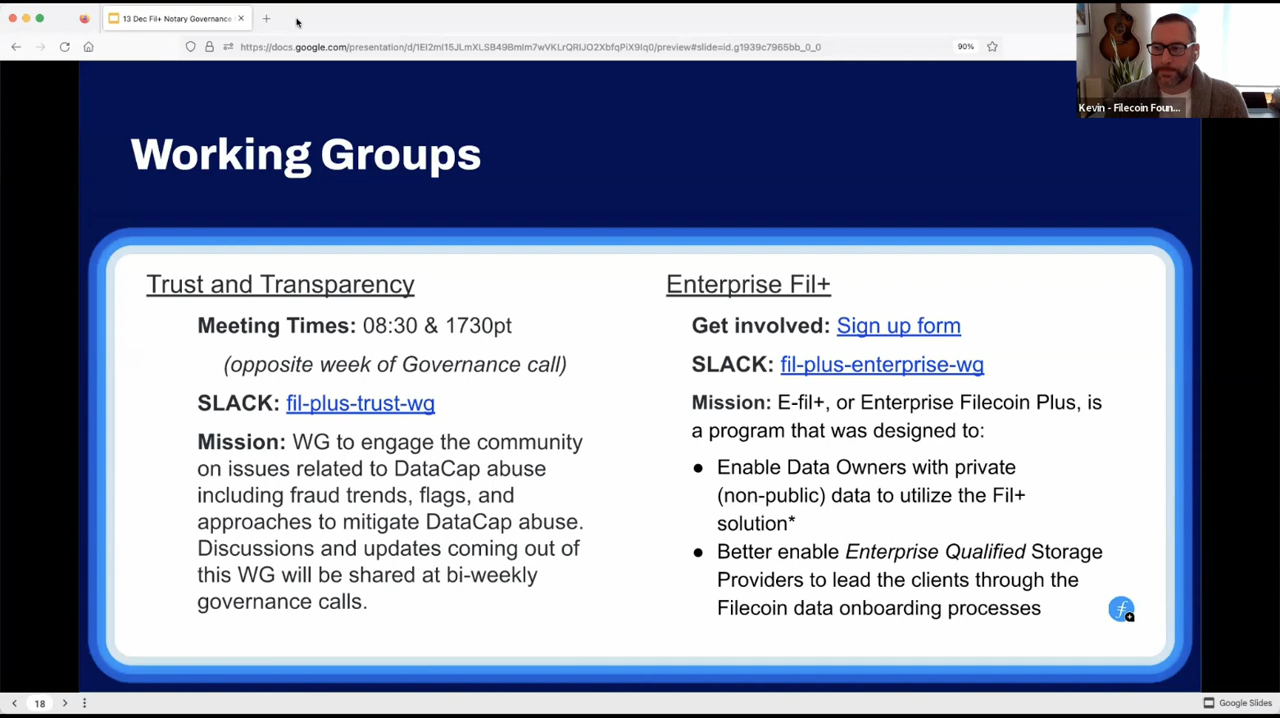 13 Dec Fil+ Notary Governance
https://docs.google.com/presentation/d/1EI2ml15JLmXLSB49BmIm7wVKLrQRIJO2XbfqPiX9Iq0/preview#slide=id.g1939c7965bb_0_0
90%
Kevin - Filecoin Foun...
Working Groups
Trust and Transparency
Meeting Times: 08:30 & 1730pt
(opposite week of Governance call)
SLACK: fil-plus-trust-wg
Mission: WG to engage the community
on issues related to DataCap abuse
including fraud trends, flags, and
approaches to mitigate DataCap abuse.
Discussions and updates coming out of
this WG will be shared at bi-weekly
governance calls.
Enterprise Fil+
Get involved: Sign up form
SLACK: fil-plus-enterprise-wg
Mission: E-fil+, or Enterprise Filecoin Plus, is
a program that was designed to:
● Enable Data Owners with private
(non-public) data to utilize the Fil+
solution*
● Better enable Enterprise Qualified Storage
Providers to lead the clients through the
Filecoin data onboarding processes
18
Google Slides